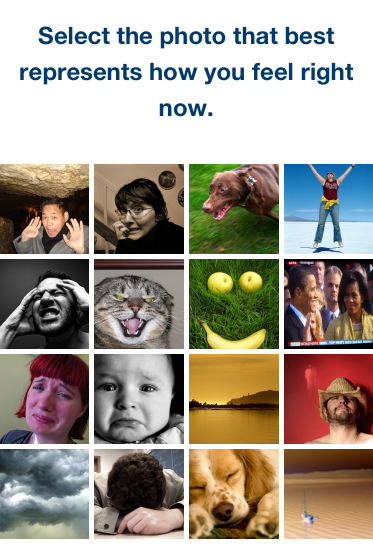 Select the photo that best
represents how you feel right
now.